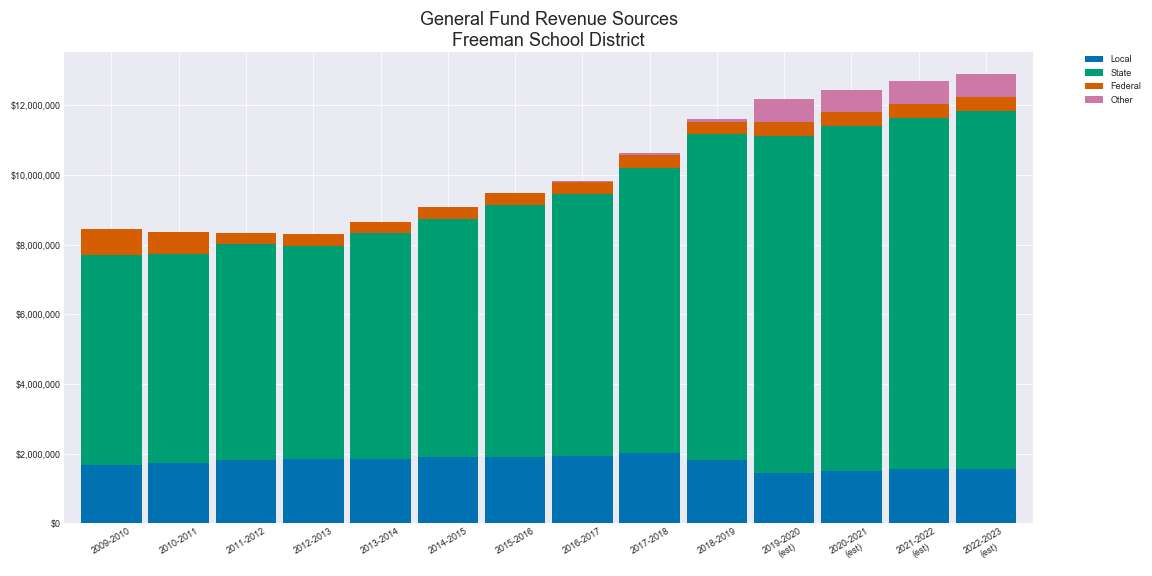 General Fund Revenue Sources
Freeman School District
Local
State
Federal
Other
$12,000,000
$10,000,000
$8,000,000
$6,000,000
$4,000,000
$2,000,000
$0
2009-2010
2010-2011
2011-2012
2012-2013
2013-2014
2014-2015
2015-2016
2016-2017
2017-2018
2018-2019
2019-2020
(est)
2020-2021
(est)
2021-2022
(est)
2022-2023
(est)